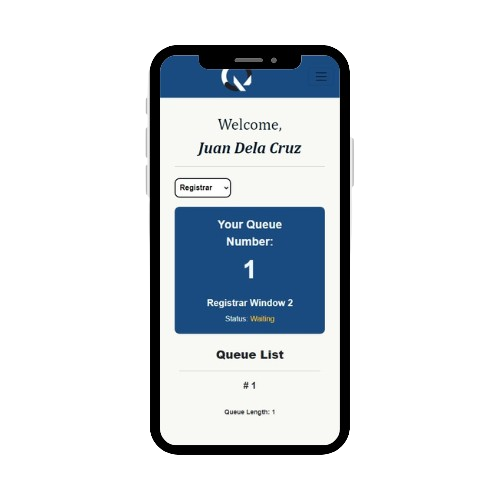 Welcome,
Juan Dela Cruz
Registrar
Your Queue
Number:
1
Registrar Window 2
Status: Waiting
Queue List
# 1
Queue Length: 1